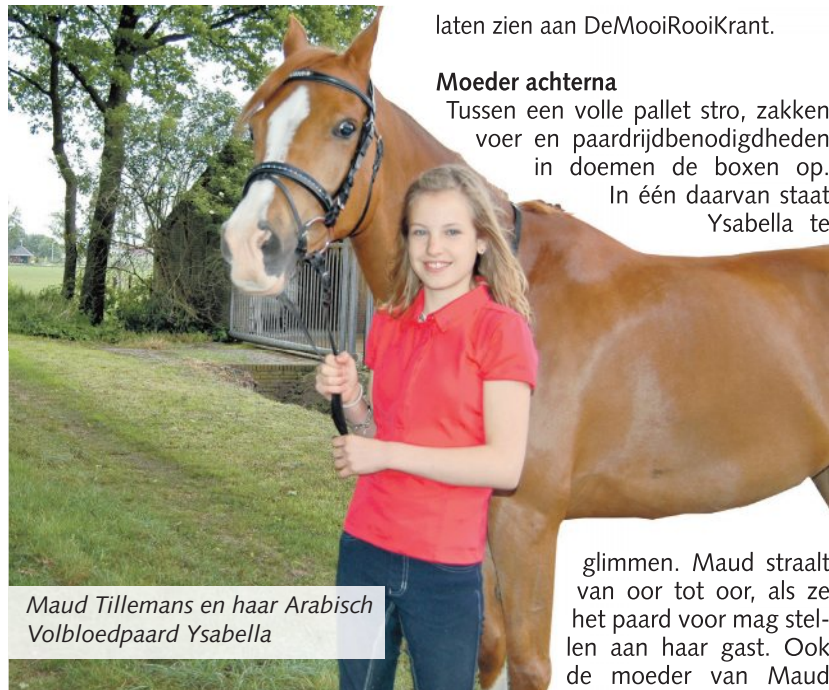 laten zien aan DeMooiRooiKrant.
Moeder achterna
Tussen een volle pallet stro, zakken
voer en paardrijdbenodigdheden
in doemen de boxen op.
In één daarvan staat
Ysabella te
glimmen. Maud straalt
van oor tot oor, als ze
het paard voor mag stel-
len aan haar gast. Ook
de moeder van Maud
Maud Tillemans en haar Arabisch
Volbloedpaard Ysabella